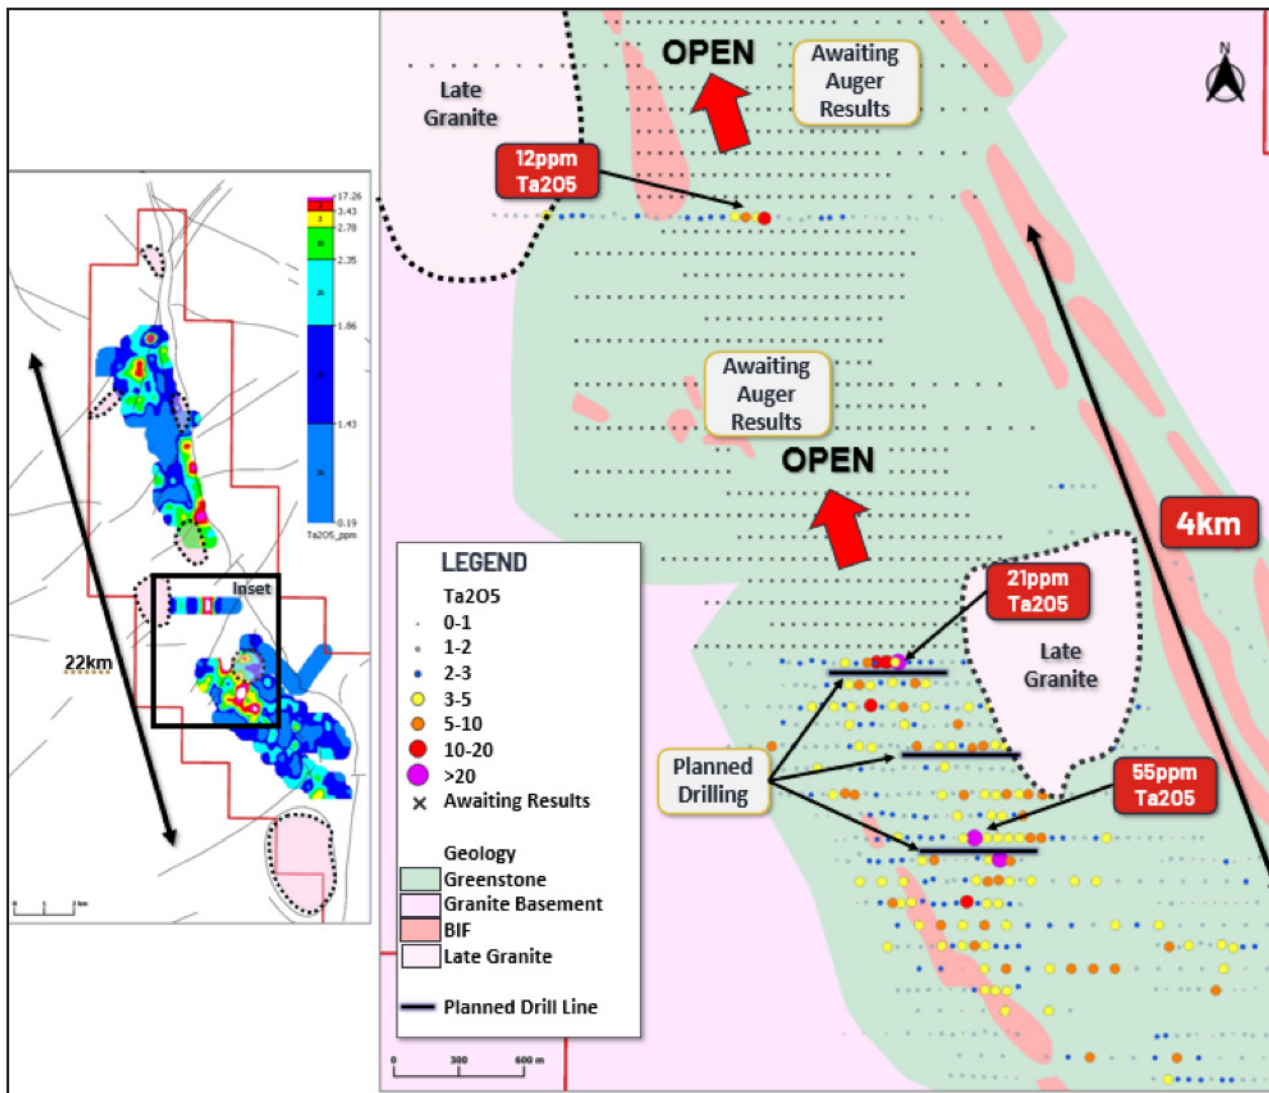 OPEN
Awaiting
Auger
Results
N
Late
Granite
12ppm
Ta2O5
17.26
3.43
2.78
2.35
1.86
1.43
0.19
Ta2O5_ppm
Awaiting
Auger
Results
OPEN
4km
Inset
22km
km
LEGEND
Ta2O5
0-1
1-2
2-3
3-5
5-10
10-20
>20
Awaiting Results
Geology
Greenstone
Granite Basement
BIF
Late Granite
Planned Drill Line
0 300 600 m
21ppm
Ta2O5
Late
Granite
Planned
Drilling
55ppm
Ta2O5